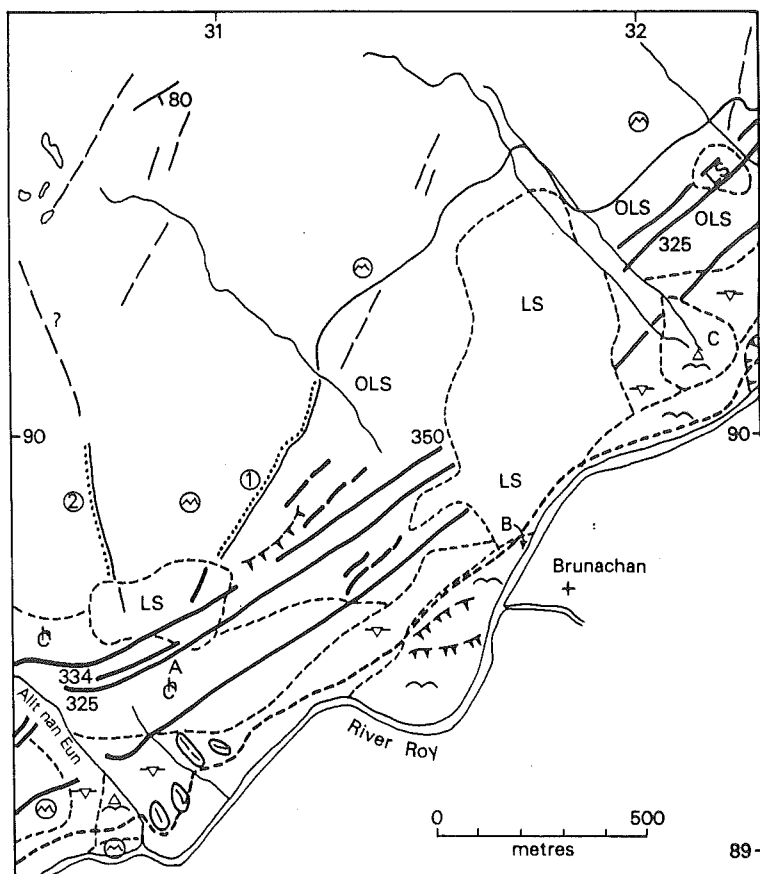 31
32
80
OLS
LS
OLS
325
?
LS
C
OLS
90
350
90
1
2
LS
B
Brunachan
LS
C
334
A
325
C
Allt nan Eun
River Roy
0 500
metres
89